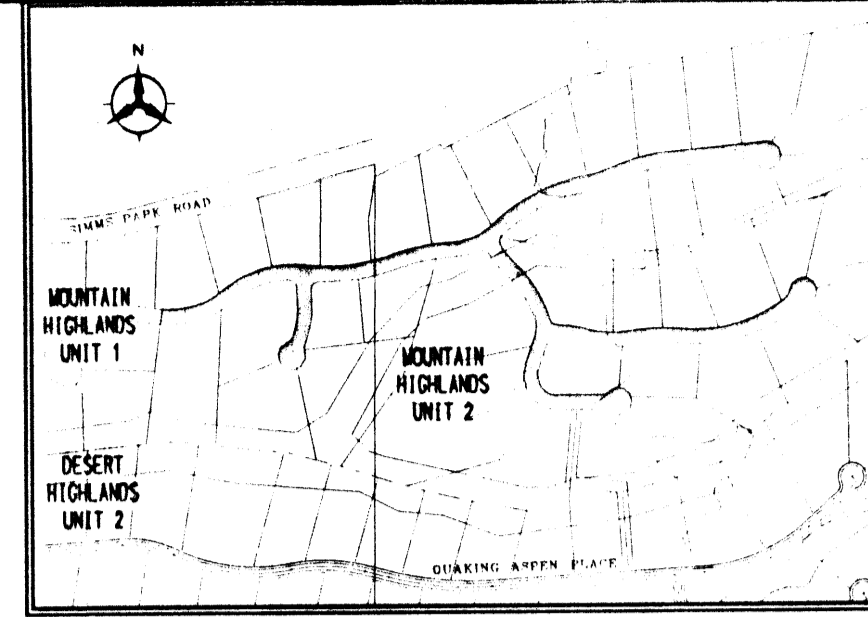 N
SIMMS PARK ROAD
MOUNTAIN
HIGHLANDS
UNIT 1
MOUNTAIN
HIGHLANDS
UNIT 2
DESERT
HIGHLANDS
UNIT 2
QUAKING ASPEN PLACE